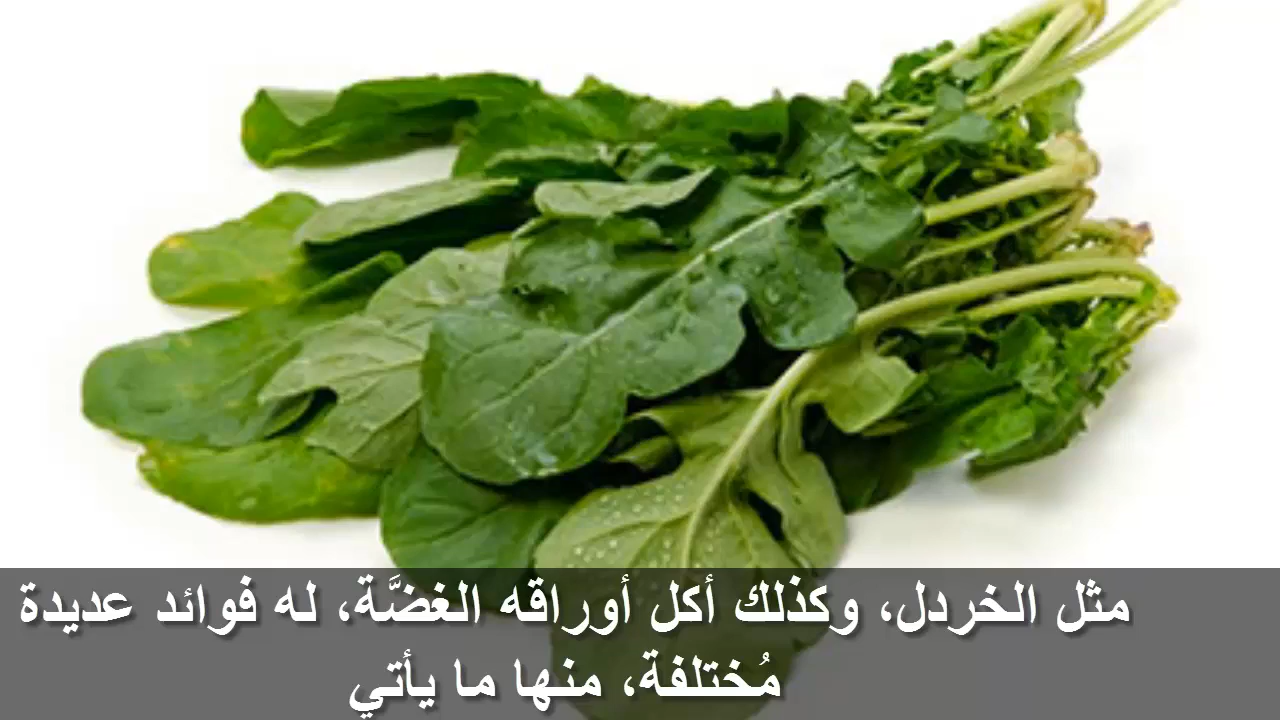 مثل الخردل، وكذلك أكل أوراقه الغضَّة، له فوائد عديدة
مُختلفة، منها ما يأتي